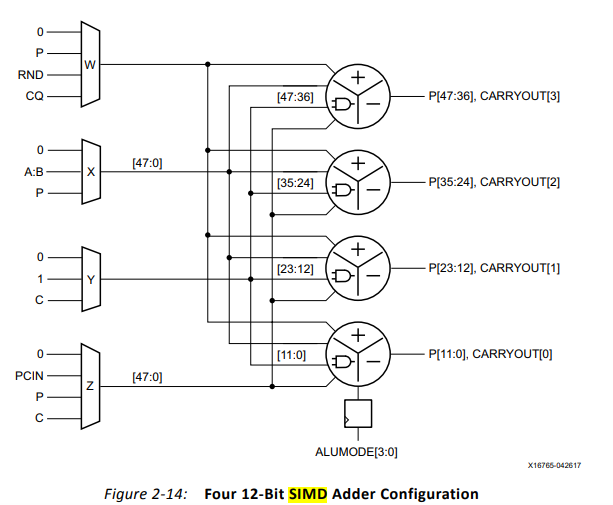 0
P
RND
CQ
W
[47:36]
P[47:36], CARRYOUT[3]
0
A:B
P
X
[47:0]
[35:24]
P[35:24], CARRYOUT[2]
0
1
C
Y
[23:12]
P[23:12], CARRYOUT[1]
0
PCIN
P
C
Z
[47:0]
[11:0]
P[11:0], CARRYOUT[0]
ALUMODE[3:0]
X16765-042617
Figure 2-14: Four 12-Bit SIMD Adder Configuration